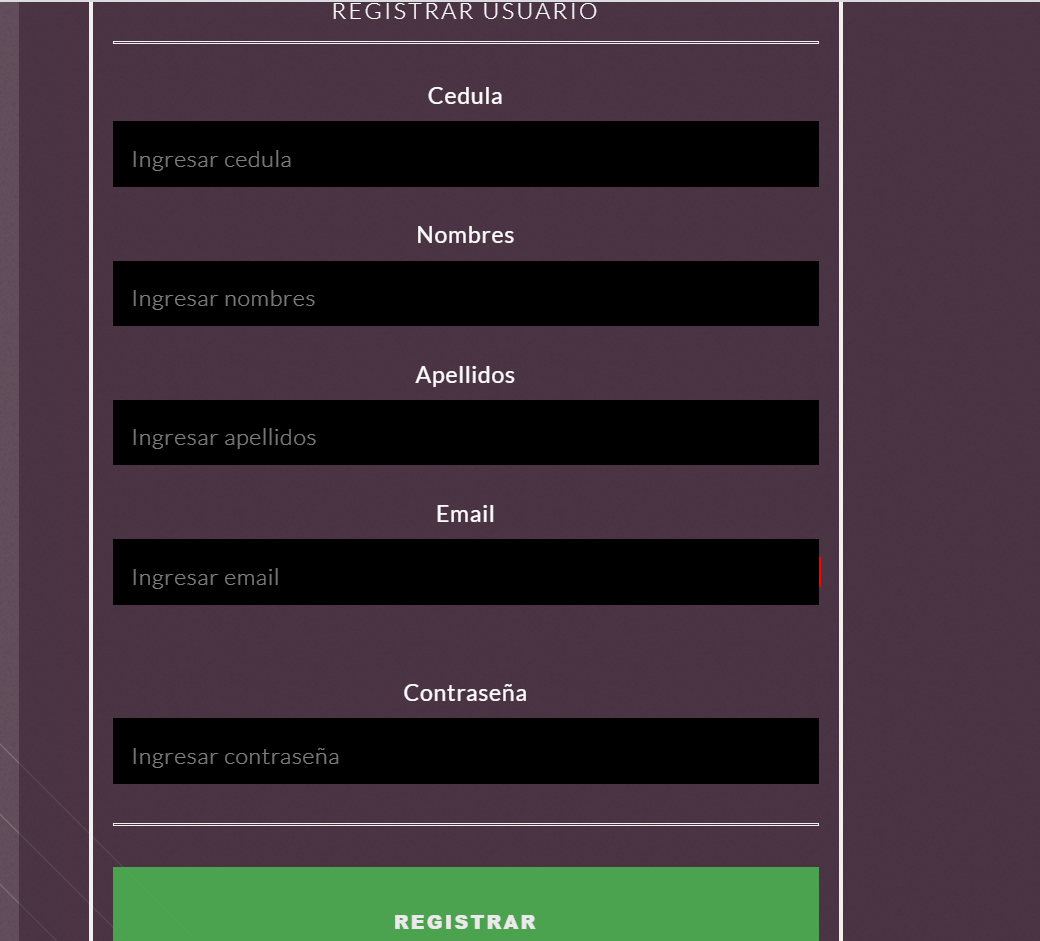 REGISTRAR USUARIO
Cedula
Ingresar cedula
Nombres
Ingresar nombres
Apellidos
Ingresar apellidos
Email
Ingresar email
Contraseña
Ingresar contraseña
REGISTRAR